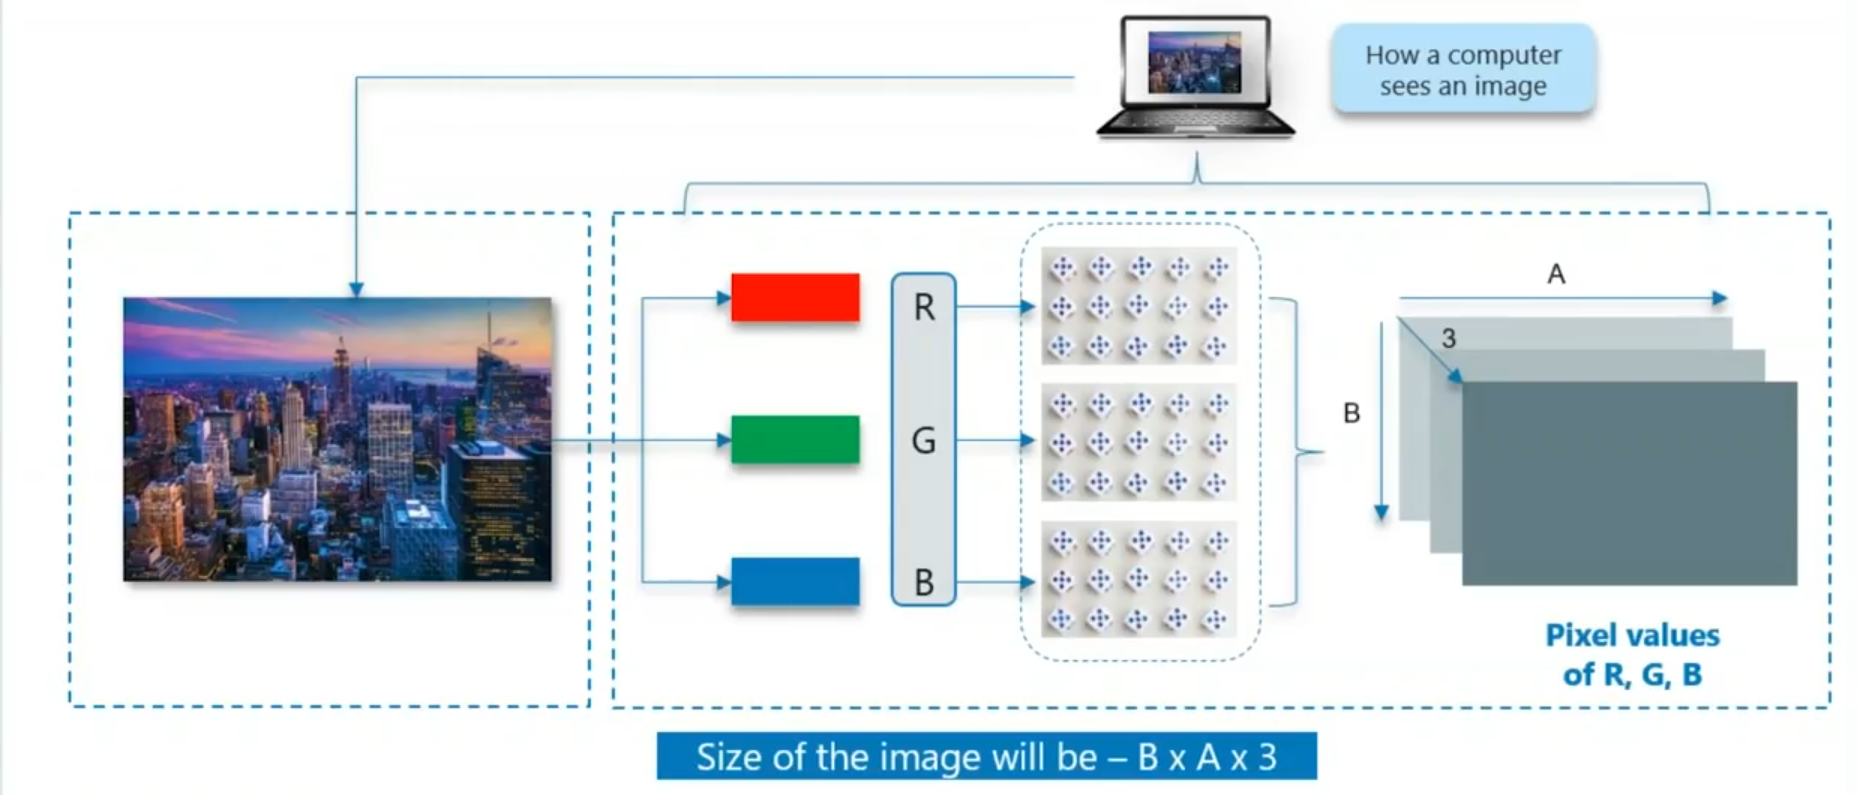 How a computer
sees an image
R
G
B
A
3
B
Pixel values
of R, G, B
Size of the image will be – B x A x 3